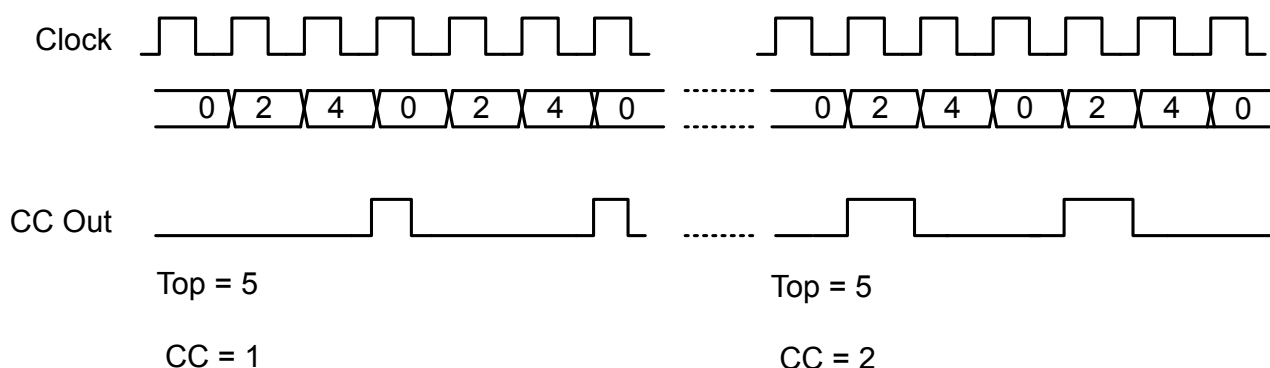 Clock
0 2 4 0 2 4 0 0 2 4 0 2 4 0
CC Out
Top = 5 Top = 5
CC = 1 CC = 2